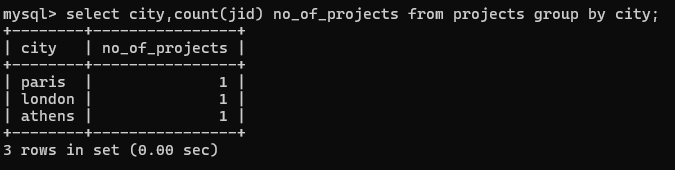 mysql> select city,count(jid) no_of_projects from projects group by city;
+--------+----------------+
| city   | no_of_projects |
+--------+----------------+
| paris  |              1 |
| london |              1 |
| athens |              1 |
+--------+----------------+
3 rows in set (0.00 sec)